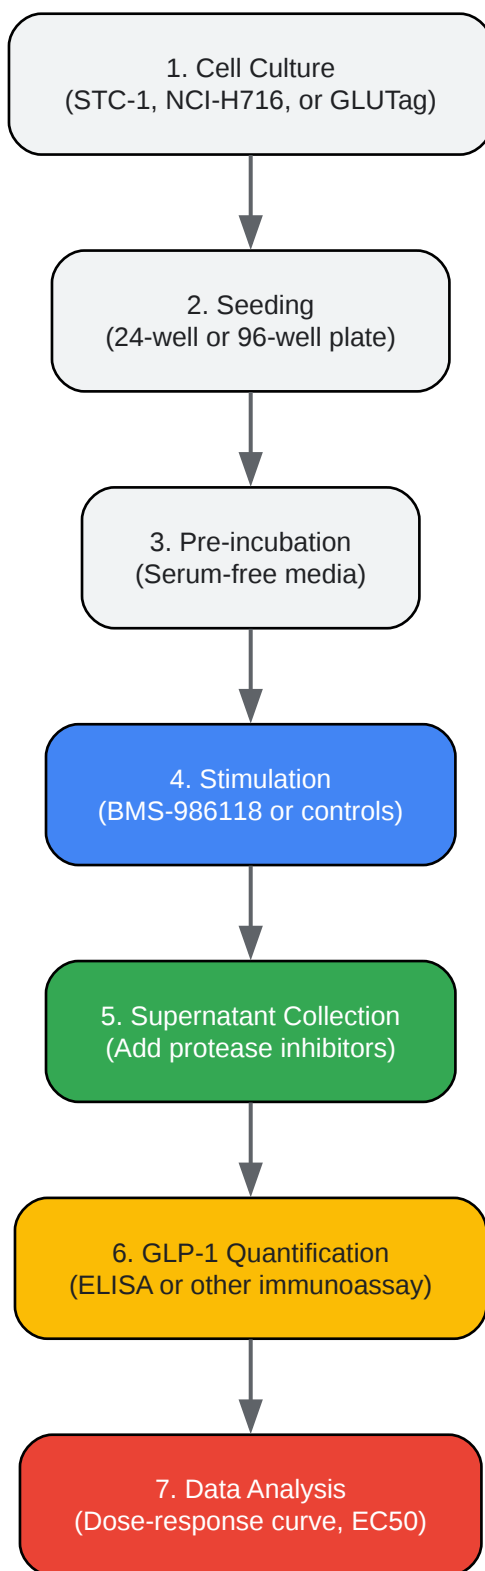 1. Cell Culture
(STC-1, NCI-H716, or GLUTag)
2. Seeding
(24-well or 96-well plate)
3. Pre-incubation
(Serum-free media)
4. Stimulation
(BMS-986118 or controls)
5. Supernatant Collection
(Add protease inhibitors)
6. GLP-1 Quantification
(ELISA or other immunoassay)
7. Data Analysis
(Dose-response curve, EC50)